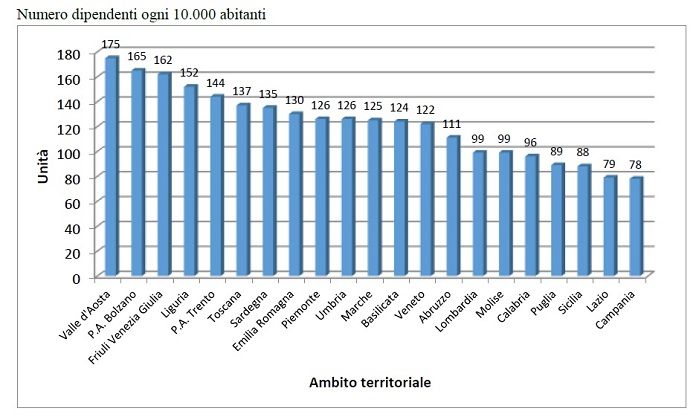 Numero dipendenti ogni 10.000 abitanti
180
160
140
120
100
80
60
40
20
0
Unità
175
165
162
152
144
137
135
130
126
126
125
124
122
111
99
99
96
89
88
79
78
Valle d'Aosta
P.A. Bolzano
Friuli Venezia Giulia
Liguria
P.A. Trento
Toscana
Sardegna
Emilia Romagna
Piemonte
Umbria
Marche
Basilicata
Veneto
Abruzzo
Lombardia
Molise
Calabria
Puglia
Sicilia
Lazio
Campania
Ambito territoriale